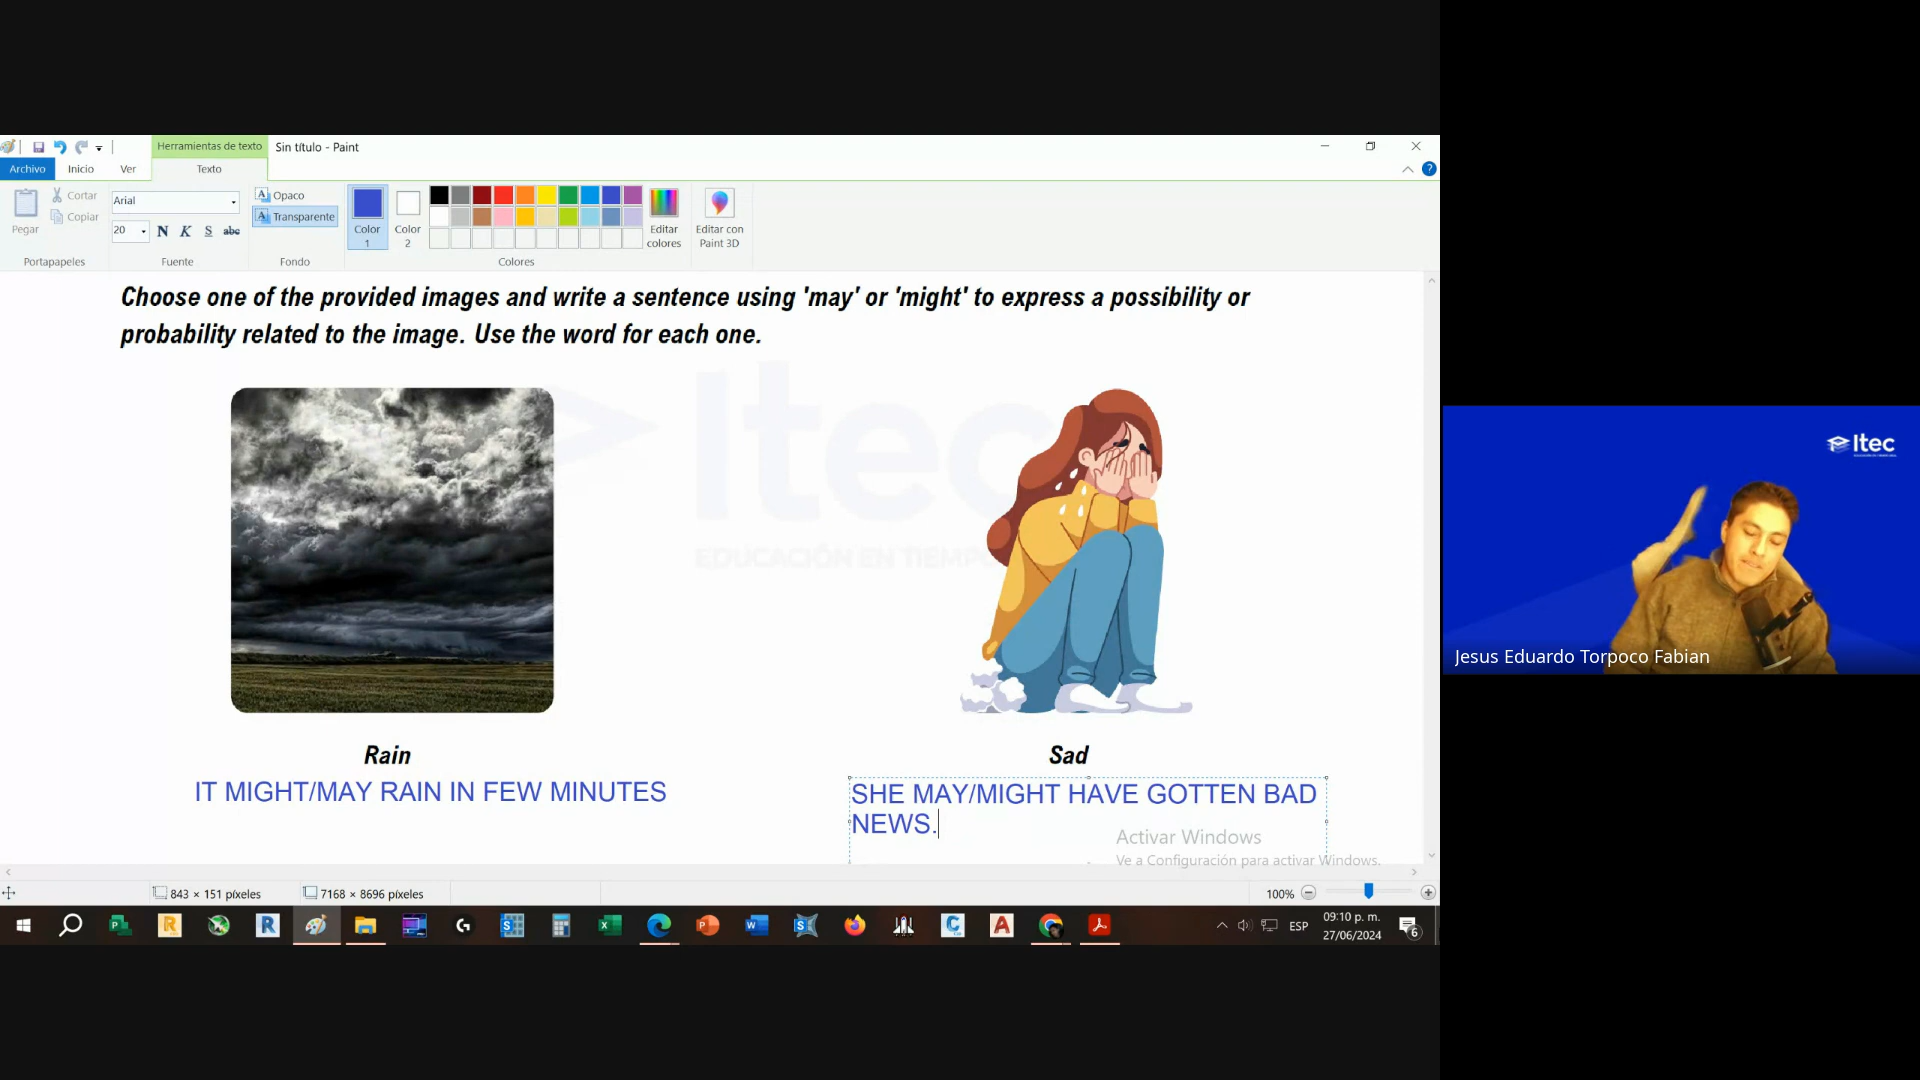 Herramientas de texto
Sin título - Paint
Archivo
Inicio
Ver
Texto
Pegar
Cortar
Copiar
Portapapeles
Arial
20
N K S abc
Fuente
Opaco
Transparente
Fondo
Color
1
Color
2
Colores
Editar
colores
Editar con
Paint 3D
Choose one of the provided images and write a sentence using 'may' or 'might' to express a possibility or
probability related to the image. Use the word for each one.
Itec
EDUCACIÓN EN TIEMPO
Rain
IT MIGHT/MAY RAIN IN FEW MINUTES
Sad
SHE MAY/MIGHT HAVE GOTTEN BAD
NEWS.
Activar Windows
Ve a Configuración para activar Windows.
843 × 151 píxeles
7168 × 8696 píxeles
100%
ESP
09:10 p. m.
27/06/2024
6
Itec
Jesus Eduardo Torpoco Fabian